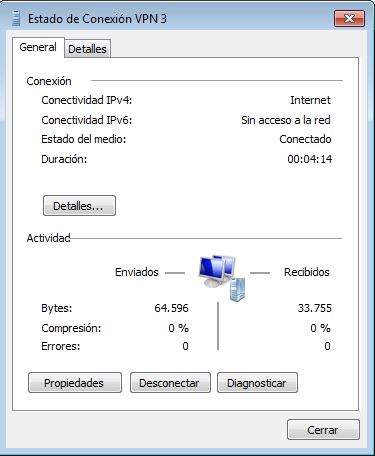 Estado de Conexión VPN 3
General Detalles
Conexión
Conectividad IPv4: Internet
Conectividad IPv6: Sin acceso a la red
Estado del medio: Conectado
Duración: 00:04:14
Detalles...
Actividad
Enviados Recibidos
Bytes: 64.596 33.755
Compresión: 0 % 0 %
Errores: 0 0
Propiedades Desconectar Diagnosticar
Cerrar